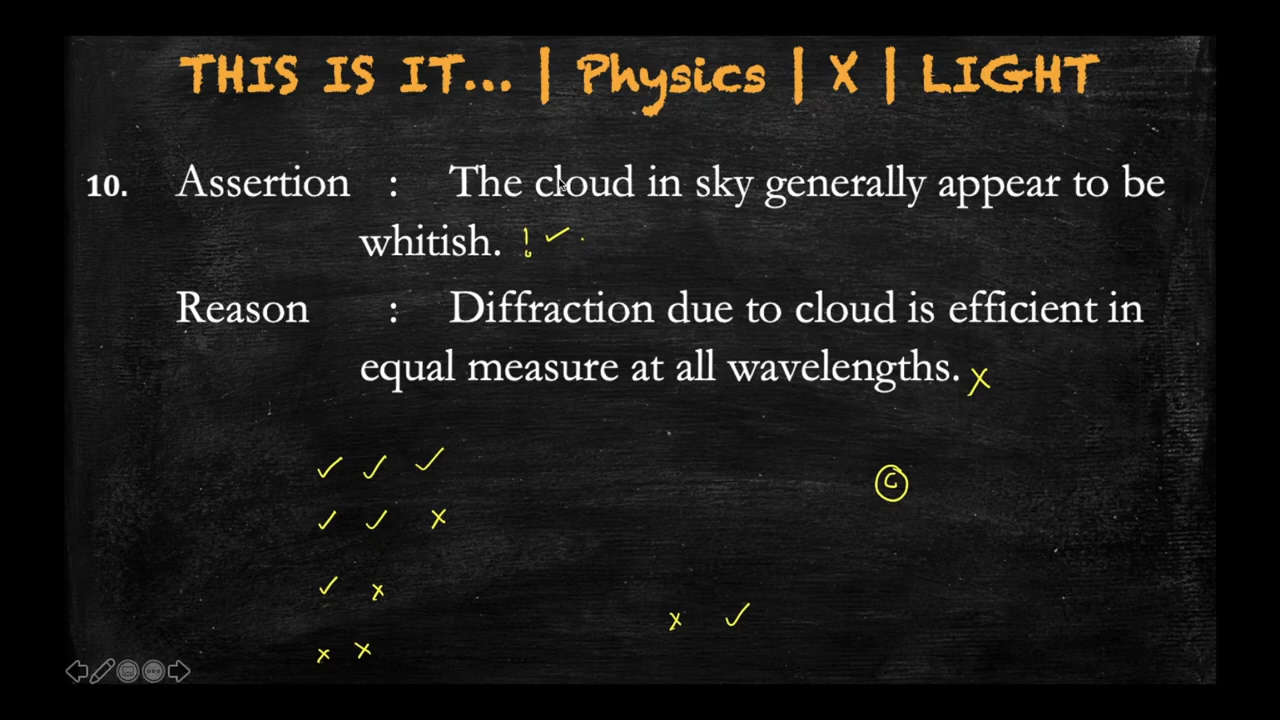 THIS IS IT... | Physics | X | LIGHT
10. Assertion : The cloud in sky generally appear to be
whitish. ! ✓ .
Reason : Diffraction due to cloud is efficient in
equal measure at all wavelengths. x
✓ ✓ ✓
C
✓ ✓ x
✓ x
x ✓
x x